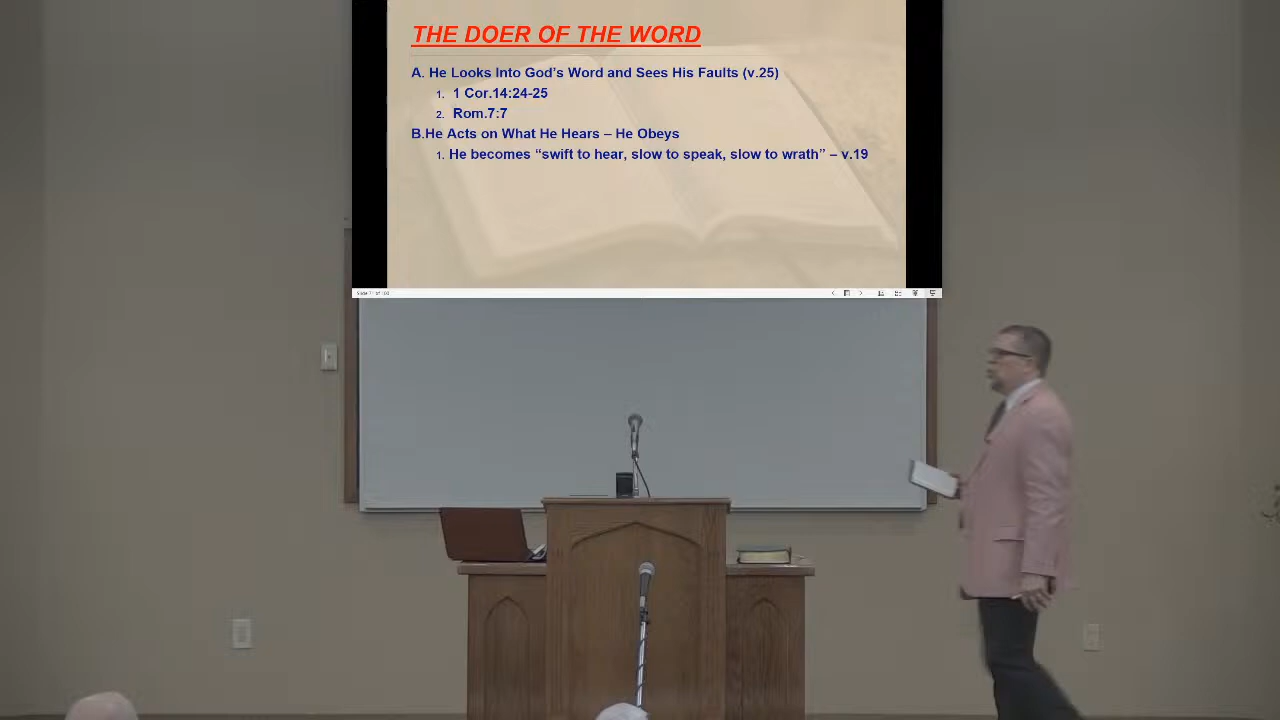 THE DOER OF THE WORD
A. He Looks Into God's Word and Sees His Faults (v.25)
1. 1 Cor.14:24-25
2. Rom.7:7
B.He Acts on What He Hears – He Obeys
1. He becomes “swift to hear, slow to speak, slow to wrath” – v.19